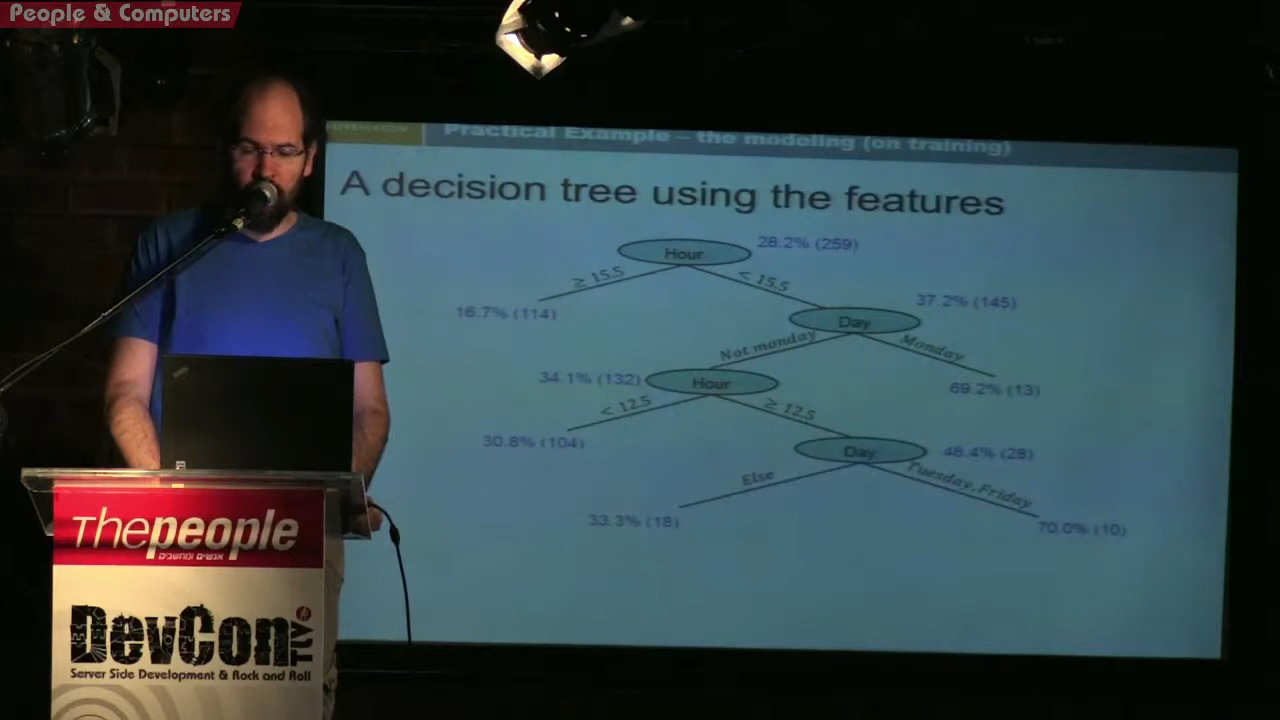 People & Computers
Practical Example – the modeling (on training)
A decision tree using the features
Hour
28.2% (259)
≥ 15.5
< 15.5
16.7% (114)
Day
37.2% (145)
Not monday
Monday
34.1% (132)
Hour
69.2% (13)
< 12.5
≥ 12.5
30.8% (104)
Day
46.4% (28)
Else
Tuesday, Friday
33.3% (18)
70.0% (10)
Thepeople
אנשים ומחשבים
DevCon
TLV
Server Side Development & Rock and Roll